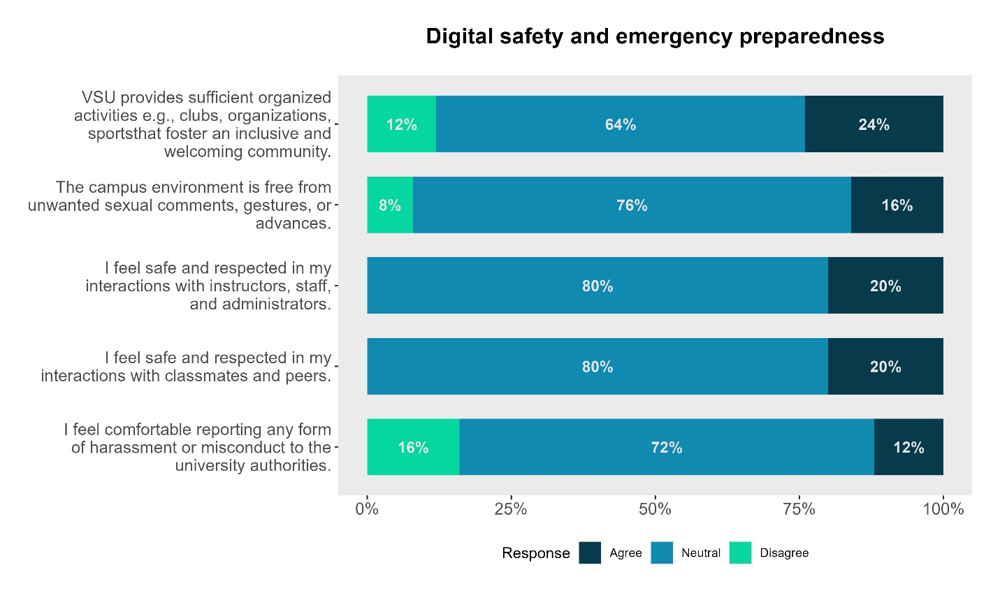 Digital safety and emergency preparedness
VSU provides sufficient organized
activities e.g., clubs, organizations,
sportsthat foster an inclusive and
welcoming community.
12%
64%
24%
The campus environment is free from
unwanted sexual comments, gestures, or
advances.
8%
76%
16%
I feel safe and respected in my
interactions with instructors, staff,
and administrators.
80%
20%
I feel safe and respected in my
interactions with classmates and peers.
80%
20%
I feel comfortable reporting any form
of harassment or misconduct to the
university authorities.
16%
72%
12%
0% 25% 50% 75% 100%
Response Agree Neutral Disagree